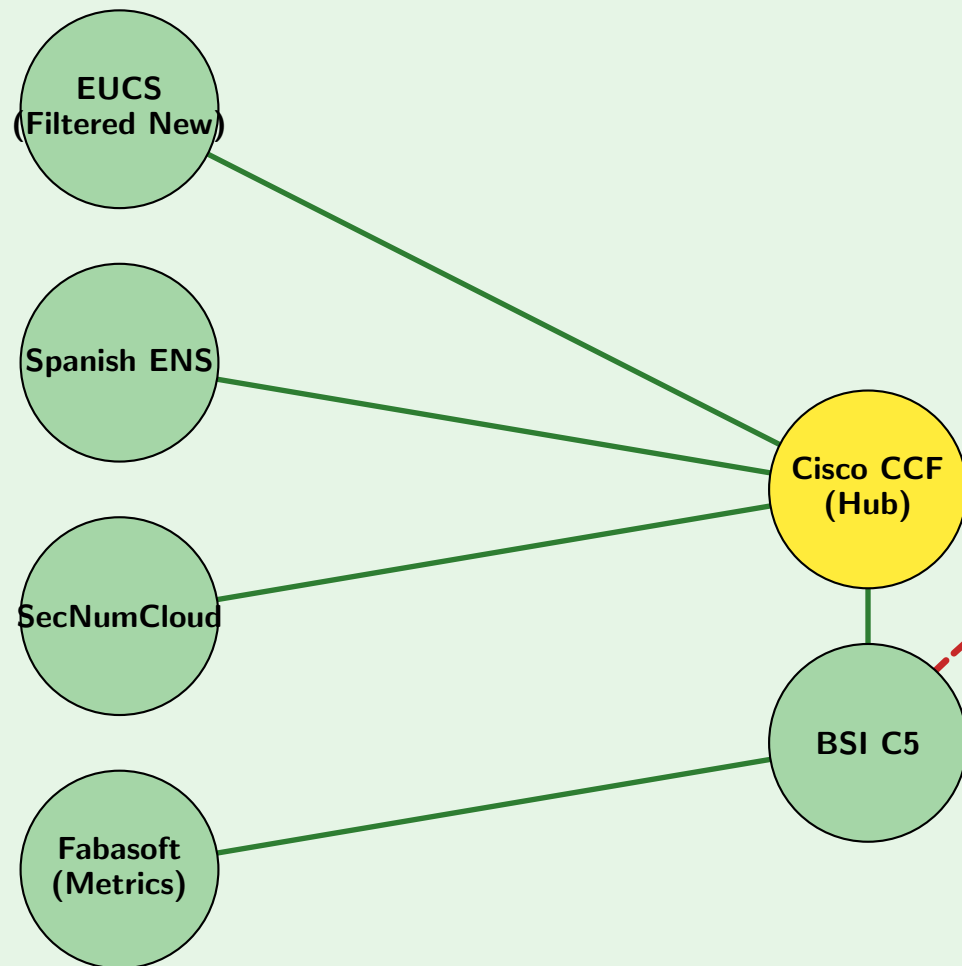 EUCS
(Filtered New)
Spanish ENS
Cisco CCF
(Hub)
SecNumCloud
BSI C5
Fabasoft
(Metrics)